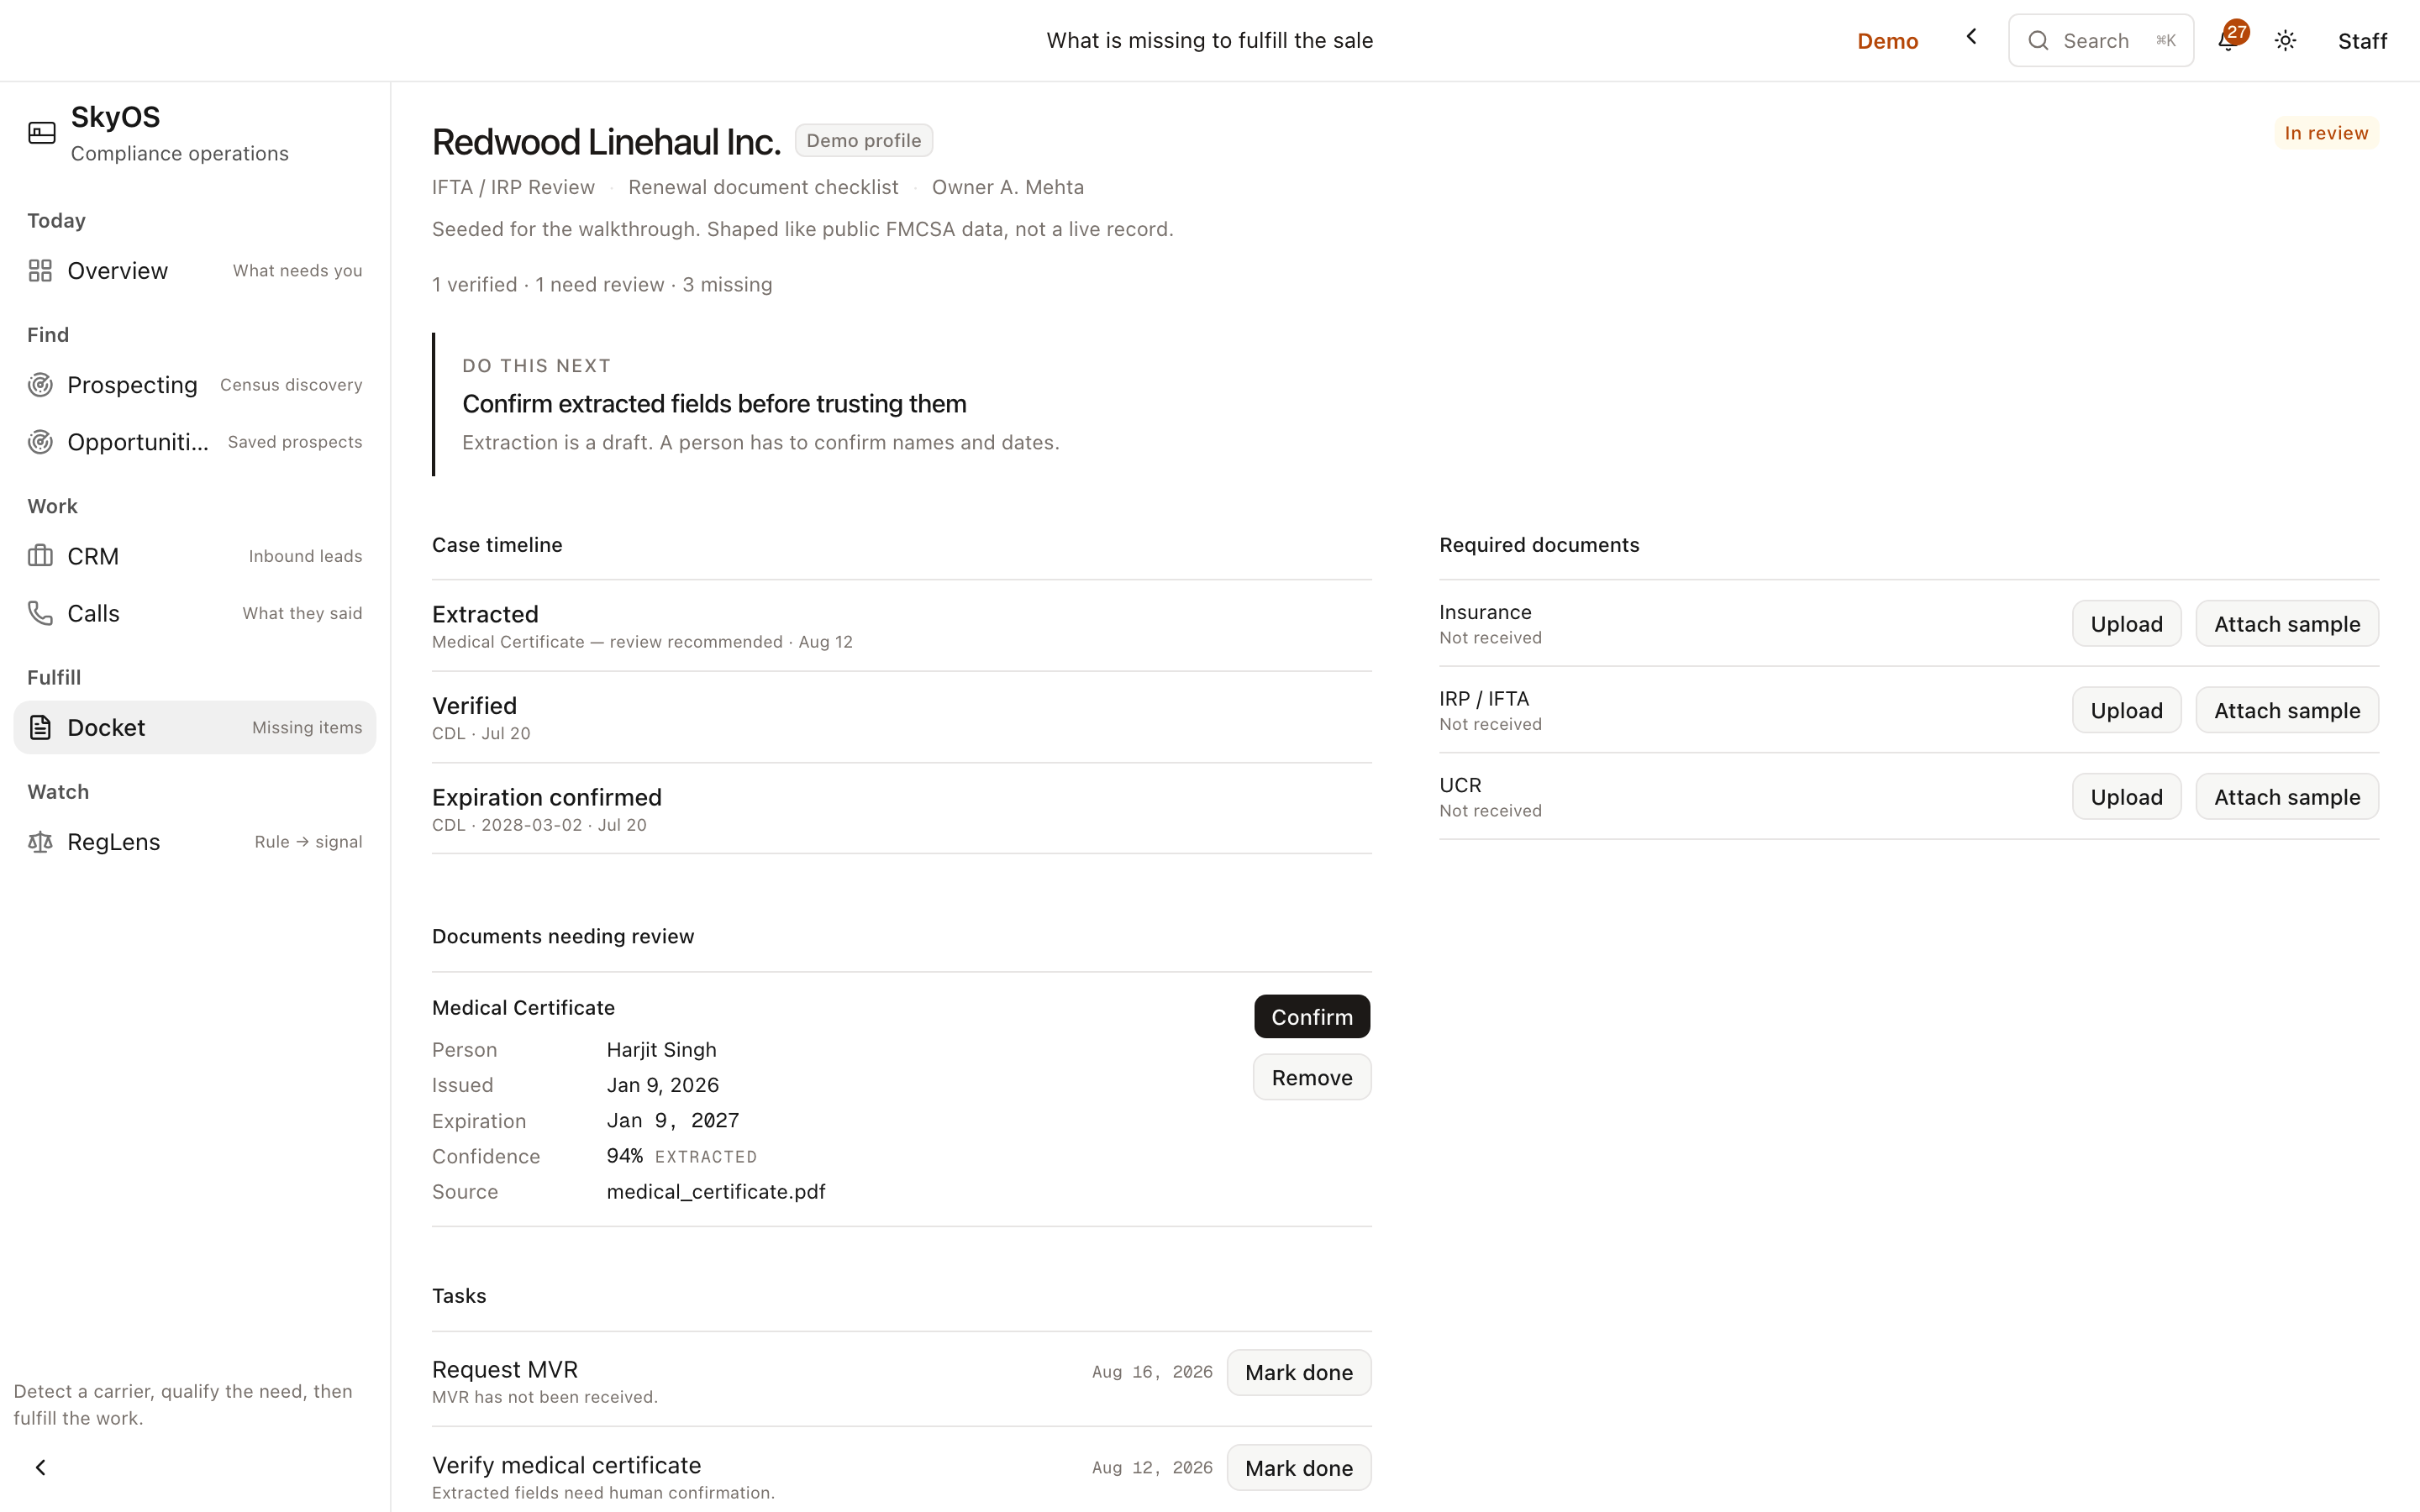 What is missing to fulfill the sale
Demo
Search ⌘K
27
Staff
SkyOS
Compliance operations
Today
Overview What needs you
Find
Prospecting Census discovery
Opportuniti... Saved prospects
Work
CRM Inbound leads
Calls What they said
Fulfill
Docket Missing items
Watch
RegLens Rule → signal
Detect a carrier, qualify the need, then
fulfill the work.
Redwood Linehaul Inc. Demo profile
In review
IFTA / IRP Review · Renewal document checklist · Owner A. Mehta
Seeded for the walkthrough. Shaped like public FMCSA data, not a live record.
1 verified · 1 need review · 3 missing
DO THIS NEXT
Confirm extracted fields before trusting them
Extraction is a draft. A person has to confirm names and dates.
Case timeline
Extracted
Medical Certificate — review recommended · Aug 12
Verified
CDL · Jul 20
Expiration confirmed
CDL · 2028-03-02 · Jul 20
Required documents
Insurance
Not received
Upload Attach sample
IRP / IFTA
Not received
Upload Attach sample
UCR
Not received
Upload Attach sample
Documents needing review
Medical Certificate
Confirm
Remove
Person Harjit Singh
Issued Jan 9, 2026
Expiration Jan 9, 2027
Confidence 94% EXTRACTED
Source medical_certificate.pdf
Tasks
Request MVR
MVR has not been received.
Aug 16, 2026 Mark done
Verify medical certificate
Extracted fields need human confirmation.
Aug 12, 2026 Mark done